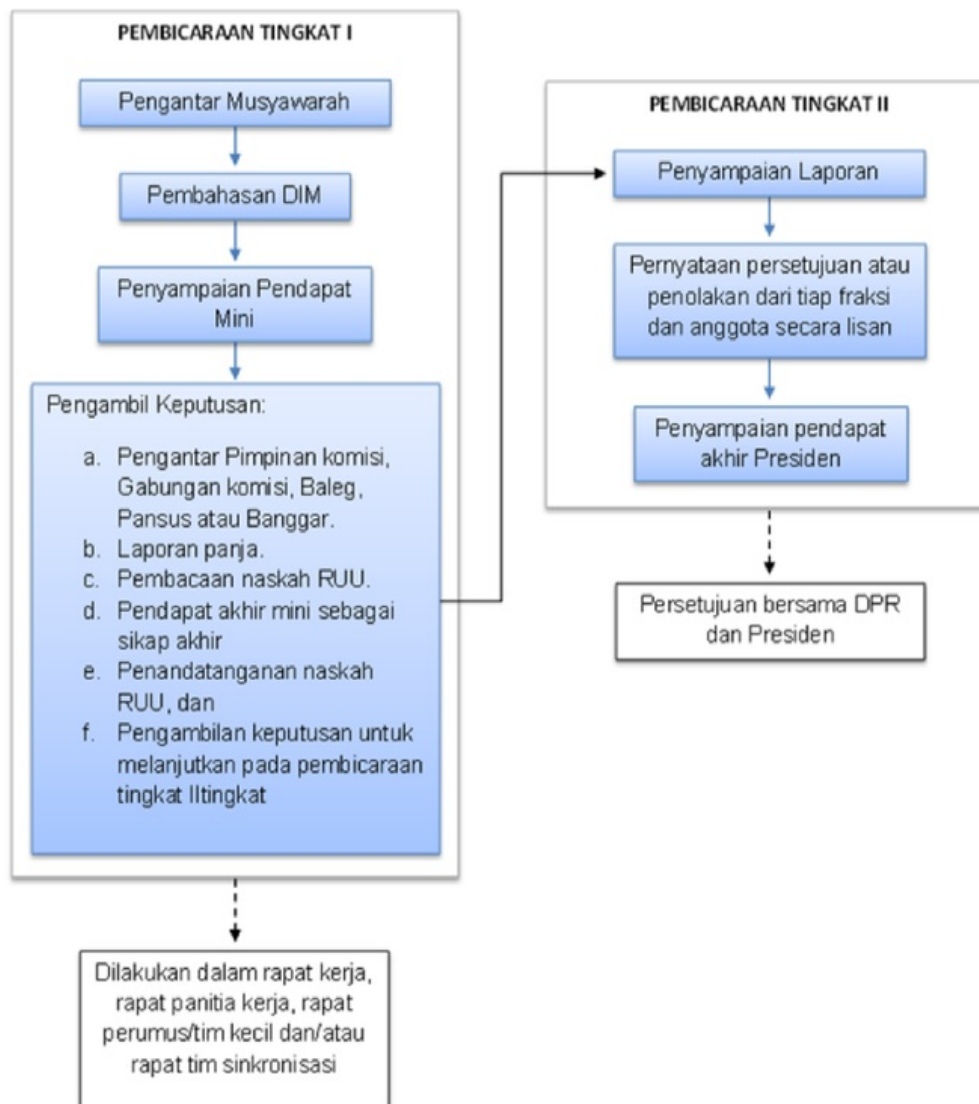 PEMBICARAAN TINGKAT I
Pengantar Musyawarah
Pembahasan DIM
Penyampaian Pendapat
Mini
Pengambil Keputusan:
a. Pengantar Pimpinan komisi,
Gabungan komisi, Baleg,
Pansus atau Banggar.
b. Laporan panja.
c. Pembacaan naskah RUU.
d. Pendapat akhir mini sebagai
sikap akhir
e. Penandatanganan naskah
RUU, dan
f. Pengambilan keputusan untuk
melanjutkan pada pembicaraan
tingkat IItingkat
Dilakukan dalam rapat kerja,
rapat panitia kerja, rapat
perumus/tim kecil dan/atau
rapat tim sinkronisasi
PEMBICARAAN TINGKAT II
Penyampaian Laporan
Pernyataan persetujuan atau
penolakan dari tiap fraksi
dan anggota secara lisan
Penyampaian pendapat
akhir Presiden
Persetujuan bersama DPR
dan Presiden